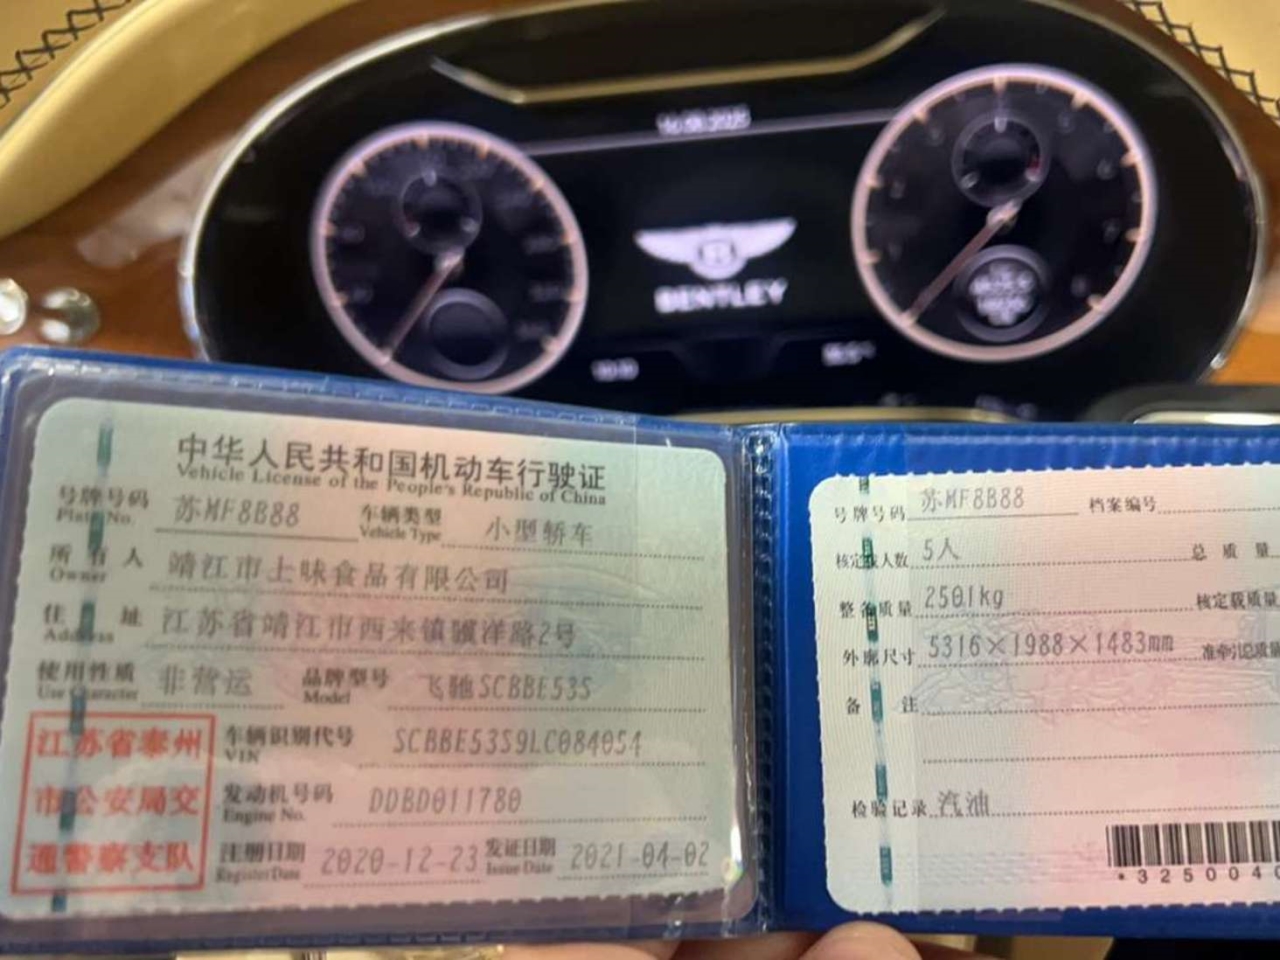 BENTLEY
中华人民共和国机动车行驶证
Vehicle License of the People's Republic of China
号牌号码 苏MF8B88 车辆类型 小型轿车
Plate No. Vehicle Type
所有人 靖江市上味食品有限公司
Owner
住址 江苏省靖江市西来镇骥洋路2号
Address
使用性质 非营运 品牌型号 飞驰SCBBE53S
Use Character Model
江苏省泰州
市公安局交
通警察支队
车辆识别代号 SCBBE53S9LC084054
VIN
发动机号码 DDBD011780
Engine No.
注册日期 2020-12-23 发证日期 2021-04-02
Register Date Issue Date
号牌号码 苏MF8B88 档案编号
核定载人数 5人 总质量
整备质量 2501kg 核定载质量
外廓尺寸 5316×1988×1483mm 准牵引总质量
备注
检验记录 汽油
*3250040